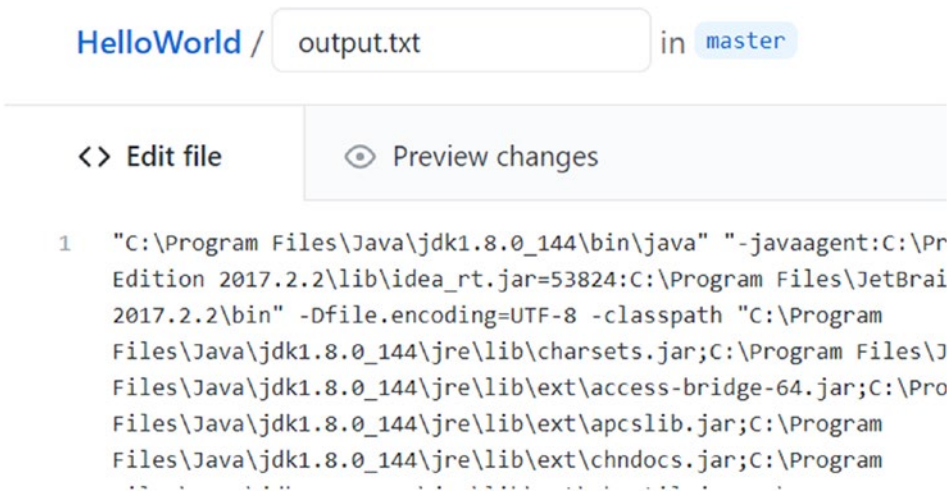 HelloWorld / output.txt in master
<> Edit file Preview changes
1 "C:\Program Files\Java\jdk1.8.0_144\bin\java" "-javaagent:C:\Pr
Edition 2017.2.2\lib\idea_rt.jar=53824:C:\Program Files\JetBrai
2017.2.2\bin" -Dfile.encoding=UTF-8 -classpath "C:\Program
Files\Java\jdk1.8.0_144\jre\lib\charsets.jar;C:\Program Files\J
Files\Java\jdk1.8.0_144\jre\lib\ext\access-bridge-64.jar;C:\Pro
Files\Java\jdk1.8.0_144\jre\lib\ext\apcslib.jar;C:\Program
Files\Java\jdk1.8.0_144\jre\lib\ext\chndocs.jar;C:\Program